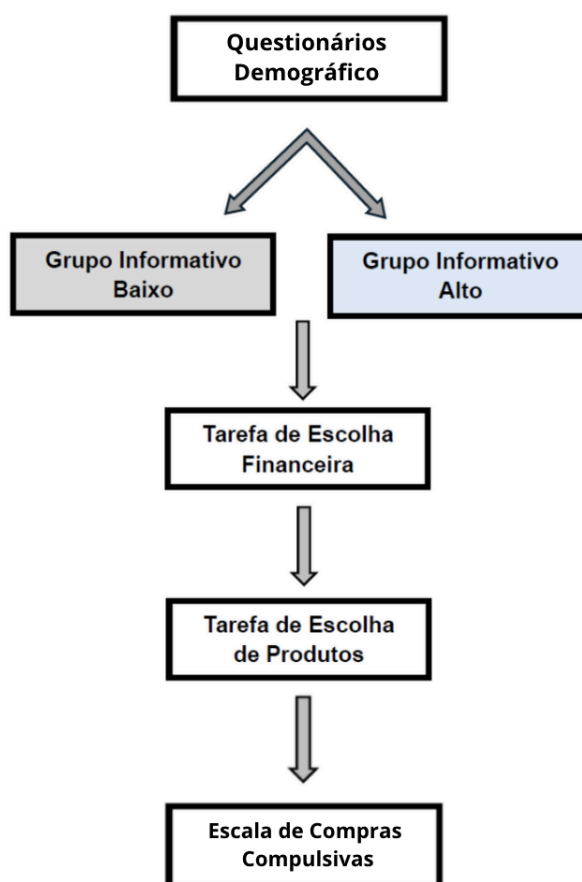 Questionários
Demográfico
Grupo Informativo
Baixo
Grupo Informativo
Alto
Tarefa de Escolha
Financeira
Tarefa de Escolha
de Produtos
Escala de Compras
Compulsivas